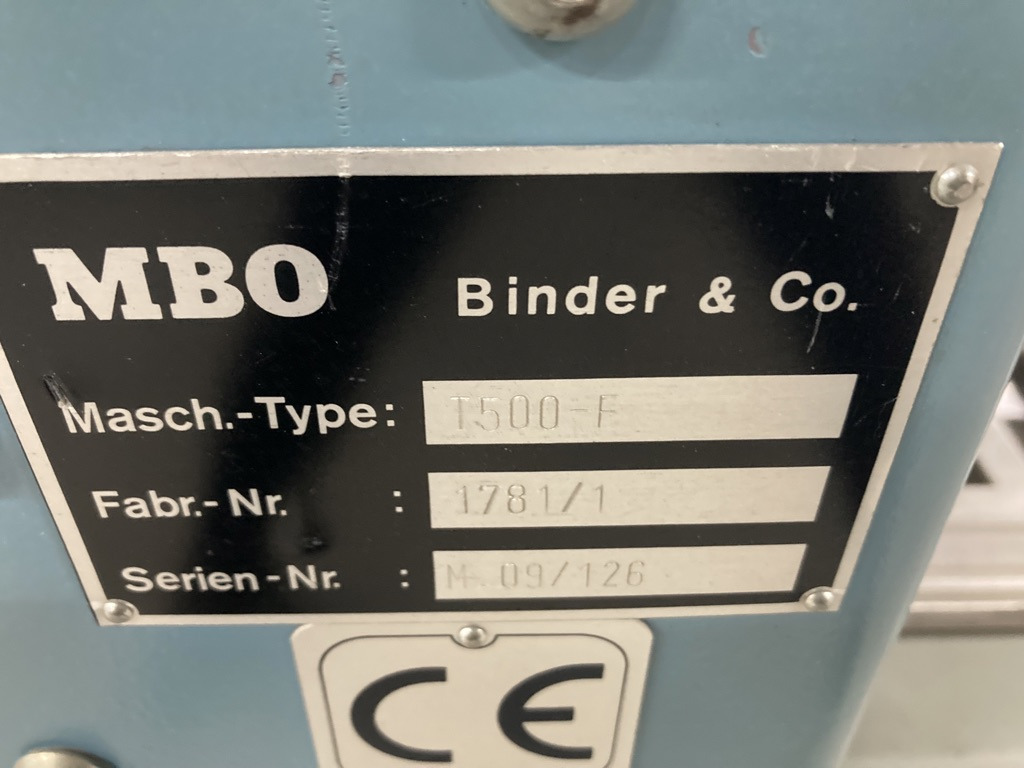 MBO Binder & Co.
Masch.-Type: T500-F
Fabr.-Nr. : 1781/1
Serien-Nr. : M.09/126
CE